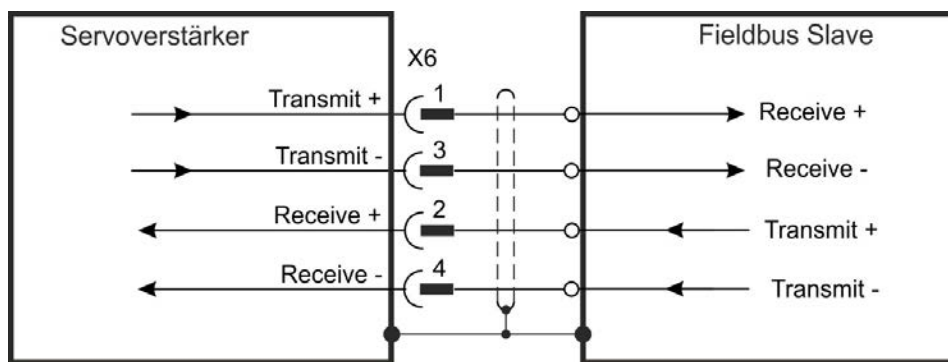 Servoverstärker
Fieldbus Slave
X6
Transmit + 1 Receive +
Transmit - 3 Receive -
Receive + 2 Transmit +
Receive - 4 Transmit -